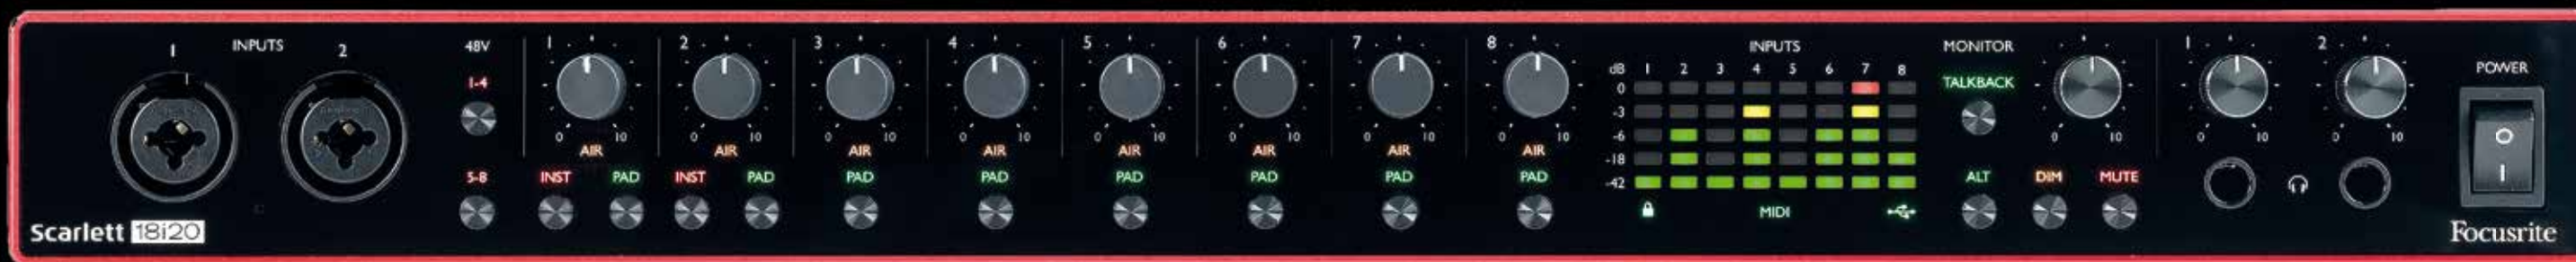 INPUTS
1 2
48V
1-4
5-8
1
0 10
AIR
INST PAD
2
0 10
AIR
INST PAD
3
0 10
AIR
PAD
4
0 10
AIR
PAD
5
0 10
AIR
PAD
6
0 10
AIR
PAD
7
0 10
AIR
PAD
8
0 10
AIR
PAD
INPUTS
dB 1 2 3 4 5 6 7 8
0
-3
-6
-18
-42
MIDI
MONITOR
TALKBACK
0 10
ALT DIM MUTE
1
0 10
2
0 10
POWER
O
I
Scarlett 18i20
Focusrite